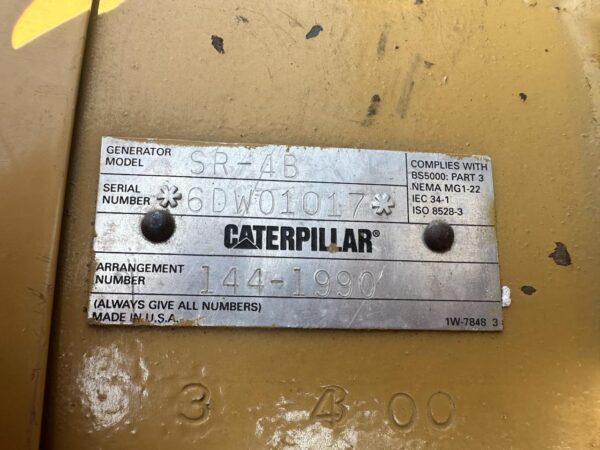 GENERATOR MODEL SR-4B
SERIAL NUMBER *6DW01017*
COMPLIES WITH
BS5000: PART 3
NEMA MG1-22
IEC 34-1
ISO 8528-3
CATERPILLAR®
ARRANGEMENT NUMBER 144-1990
(ALWAYS GIVE ALL NUMBERS)
MADE IN U.S.A.
1W-7848 3
3 00